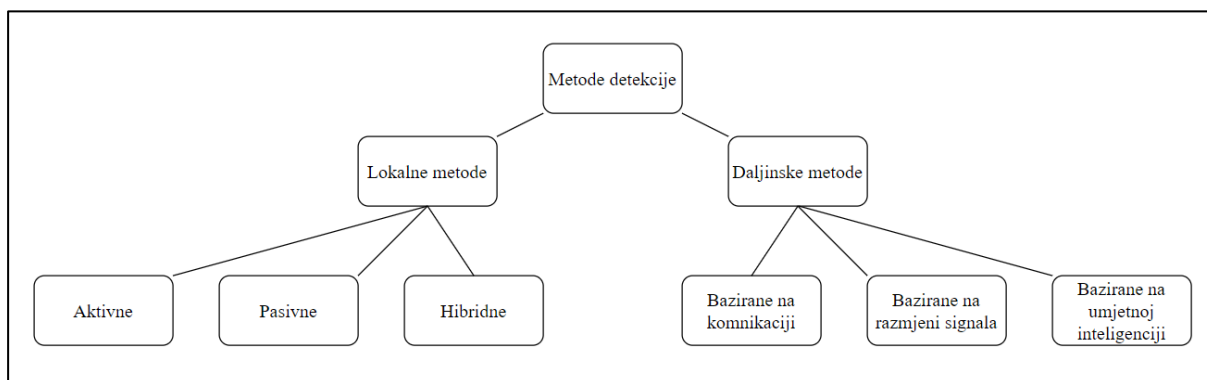 Metode detekcije
Lokalne metode
Daljinske metode
Aktivne
Pasivne
Hibridne
Bazirane na
komnikaciji
Bazirane na
razmjeni signala
Bazirane na
umjetnoj
inteligenciji